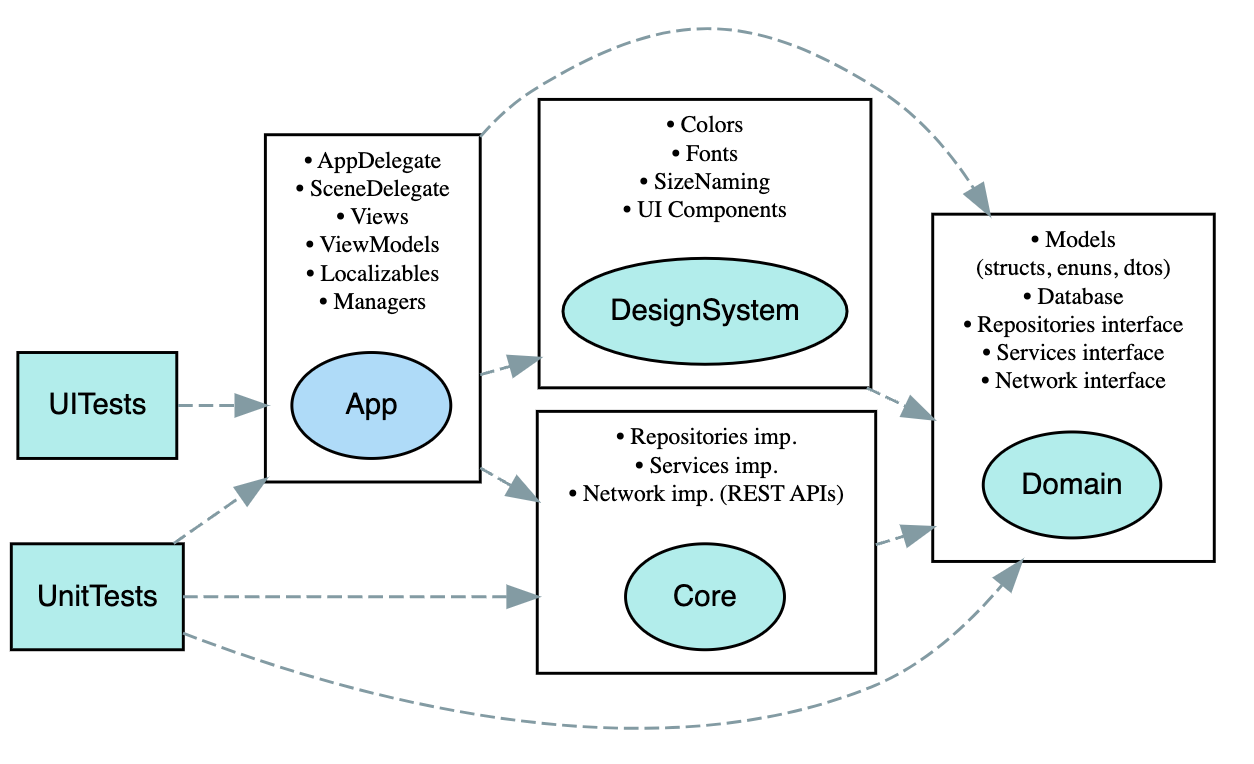 UITests
UnitTests
• AppDelegate
• SceneDelegate
• Views
• ViewModels
• Localizables
• Managers
App
• Colors
• Fonts
• SizeNaming
• UI Components
DesignSystem
• Repositories imp.
• Services imp.
• Network imp. (REST APIs)
Core
• Models
(structs, enuns, dtos)
• Database
• Repositories interface
• Services interface
• Network interface
Domain